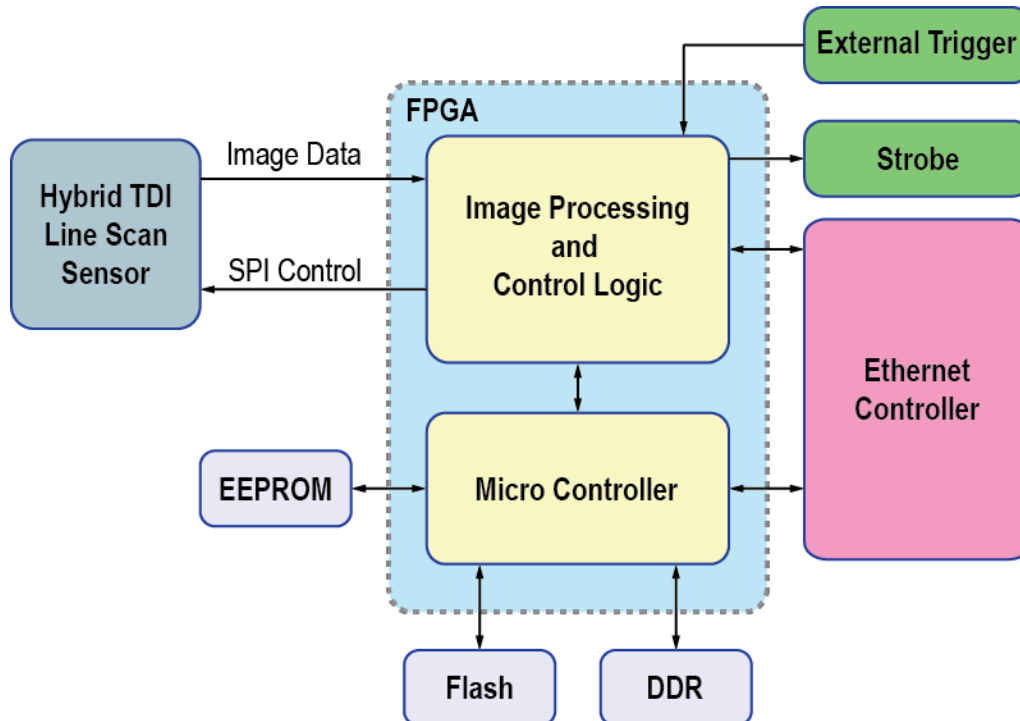 External Trigger
FPGA
Image Data
Strobe
Hybrid TDI
Line Scan
Sensor
Image Processing
and
Control Logic
SPI Control
Ethernet
Controller
EEPROM
Micro Controller
Flash
DDR